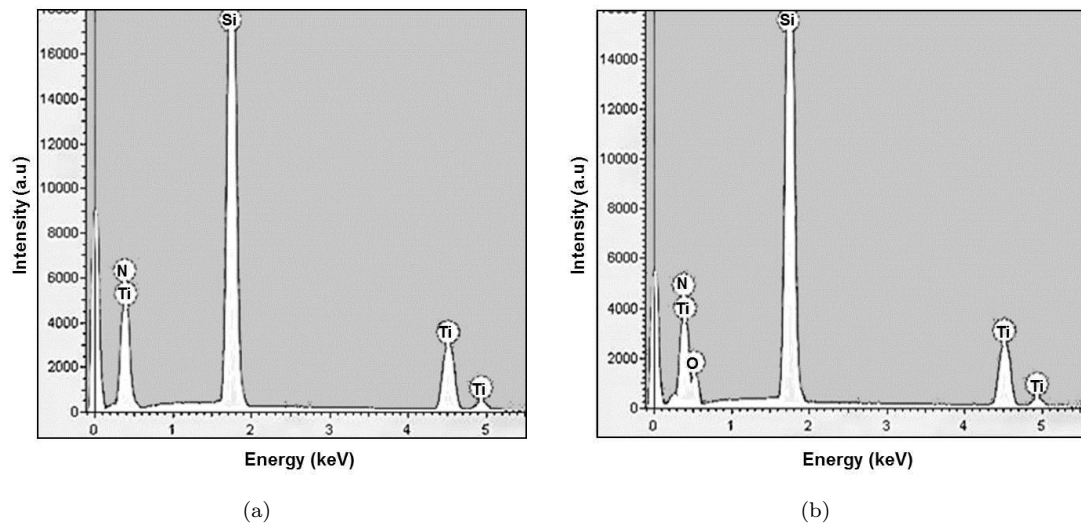 Si
16000
14000
12000
10000
8000
6000
4000
2000
0
N
Ti
Ti
Ti
0 1 2 3 4 5
Intensity (a.u)
Energy (keV)
(a)
Si
14000
12000
10000
8000
6000
4000
2000
0
N
Ti
O
Ti
Ti
0 1 2 3 4 5
Intensity (a.u)
Energy (keV)
(b)